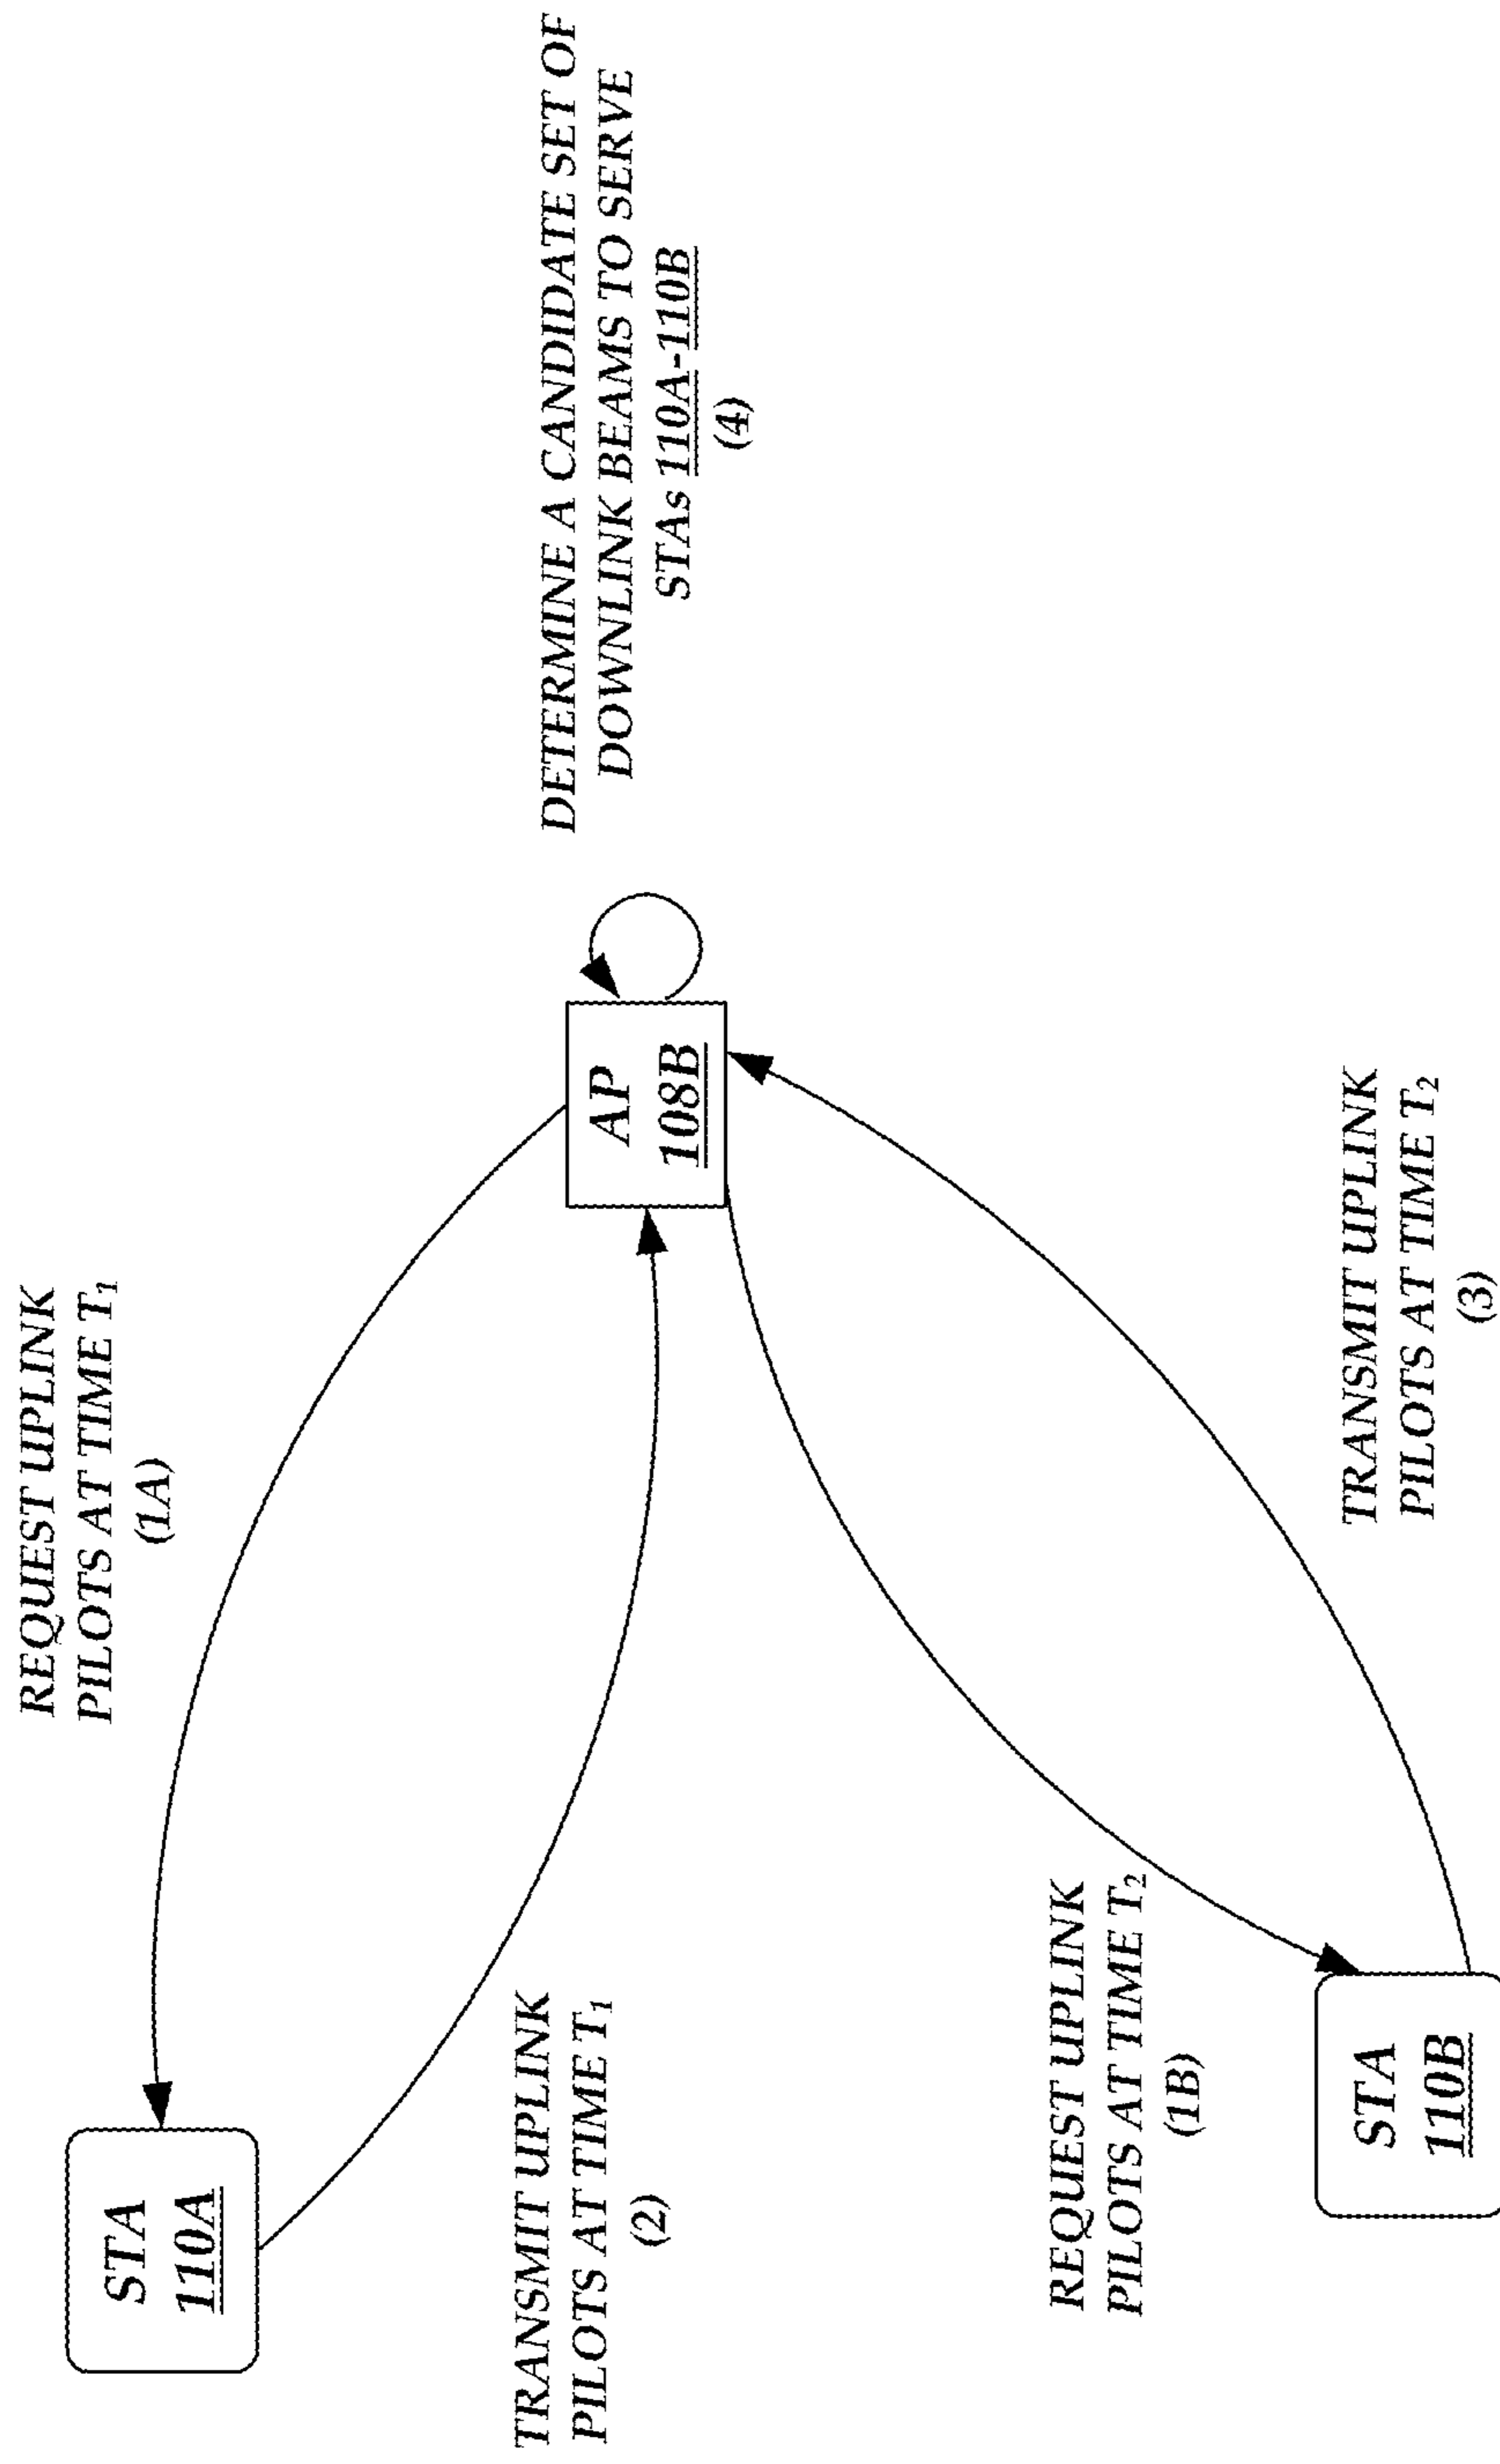 REQUEST UPLINK
PILOTS AT TIME T₁
(1A)
STA
110A
TRANSMIT UPLINK
PILOTS AT TIME T₁
(2)
AP
108B
DETERMINE A CANDIDATE SET OF
DOWNLINK BEAMS TO SERVE
STAs 110A-110B
(4)
REQUEST UPLINK
PILOTS AT TIME T₂
(1B)
STA
110B
TRANSMIT UPLINK
PILOTS AT TIME T₂
(3)